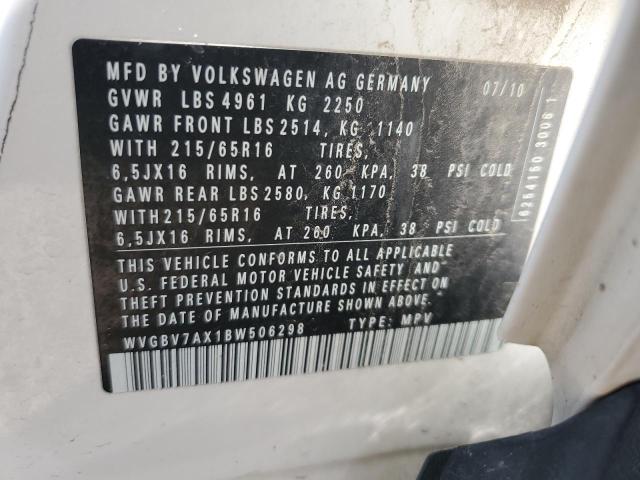 MFD BY VOLKSWAGEN AG GERMANY 07/10
GVWR LBS 4961 KG 2250
GAWR FRONT LBS 2514, KG 1140
WITH 215/65R16 TIRES,
6,5JX16 RIMS, AT 260 KPA, 38 PSI COLD
GAWR REAR LBS 2580, KG 1170
WITH 215/65R16 TIRES,
6,5JX16 RIMS, AT 260 KPA, 38 PSI COLD
THIS VEHICLE CONFORMS TO ALL APPLICABLE
U.S. FEDERAL MOTOR VEHICLE SAFETY AND
THEFT PREVENTION STANDARDS IN EFFECT ON
THE DATE OF MANUFACTURE SHOWN ABOVE.
WVGBV7AX1BW506298 TYPE: MPV